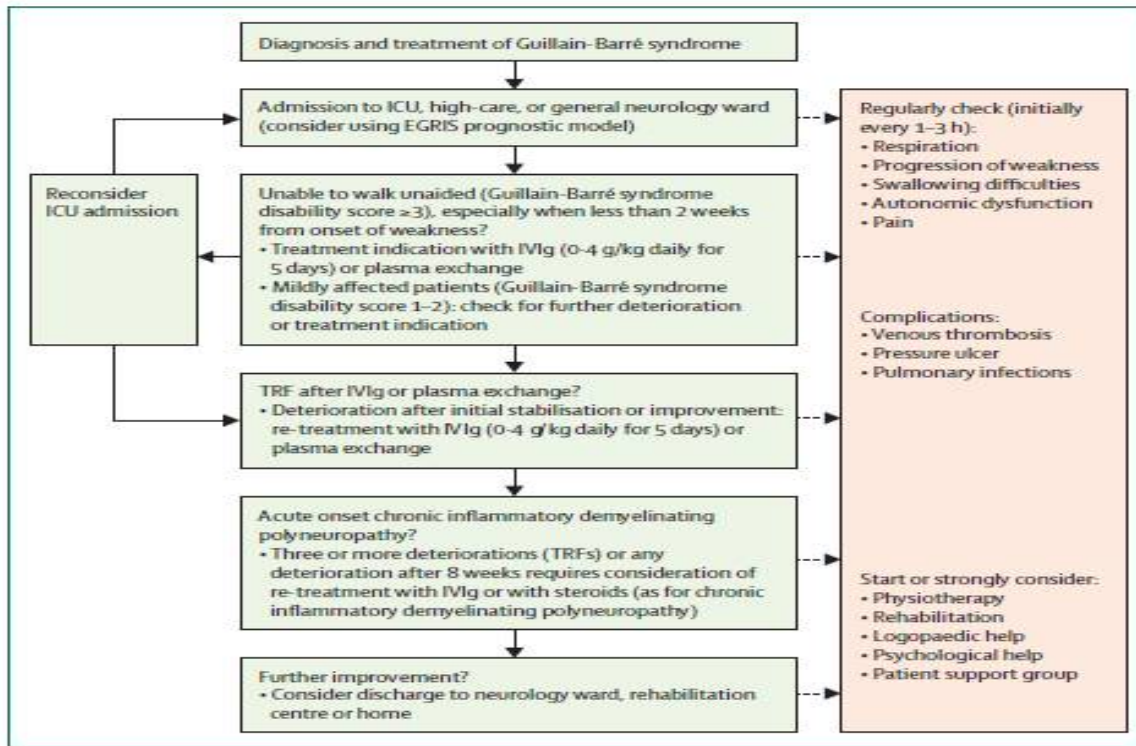 Diagnosis and treatment of Guillain-Barré syndrome
Admission to ICU, high-care, or general neurology ward
(consider using EGRIS prognostic model)
Reconsider
ICU admission
Unable to walk unaided (Guillain-Barré syndrome
disability score ≥3), especially when less than 2 weeks
from onset of weakness?
• Treatment indication with IVIg (0·4 g/kg daily for
5 days) or plasma exchange
• Mildly affected patients (Guillain-Barré syndrome
disability score 1–2): check for further deterioration
or treatment indication
TRF after IVIg or plasma exchange?
• Deterioration after initial stabilisation or improvement:
re-treatment with IVIg (0·4 g/kg daily for 5 days) or
plasma exchange
Acute onset chronic inflammatory demyelinating
polyneuropathy?
• Three or more deteriorations (TRFs) or any
deterioration after 8 weeks requires consideration of
re-treatment with IVIg or with steroids (as for chronic
inflammatory demyelinating polyneuropathy)
Further improvement?
• Consider discharge to neurology ward, rehabilitation
centre or home
Regularly check (initially
every 1–3 h):
• Respiration
• Progression of weakness
• Swallowing difficulties
• Autonomic dysfunction
• Pain
Complications:
• Venous thrombosis
• Pressure ulcer
• Pulmonary infections
Start or strongly consider:
• Physiotherapy
• Rehabilitation
• Logopaedic help
• Psychological help
• Patient support group